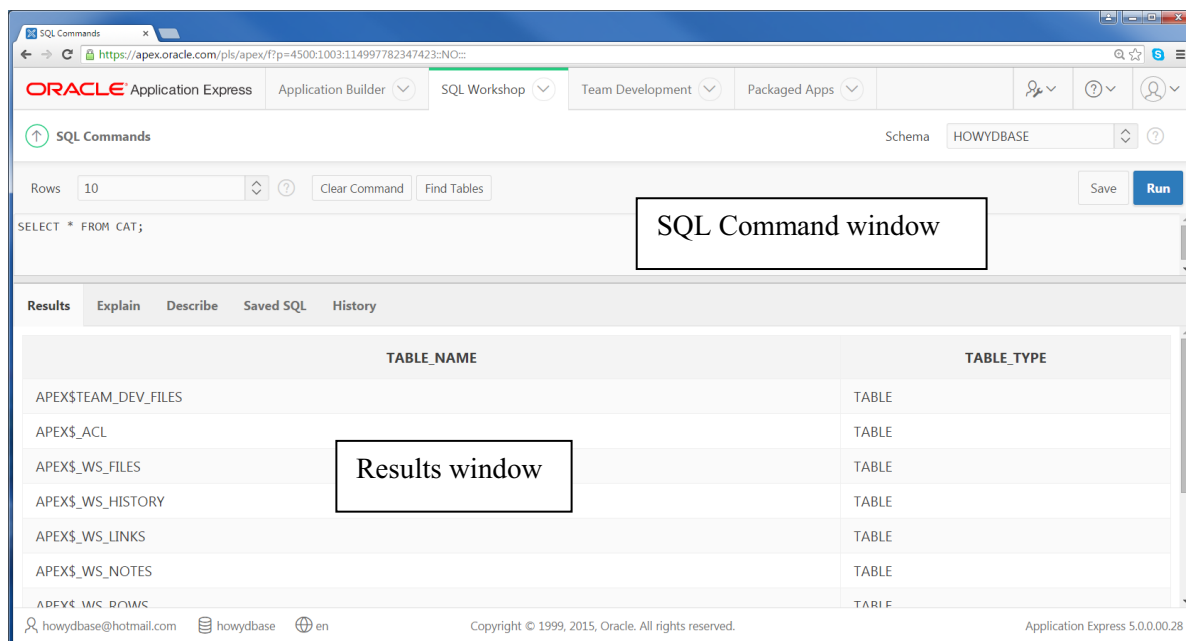 SQL Commands
https://apex.oracle.com/pls/apex/f?p=4500:1003:114997782347423::NO:::
ORACLE Application Express Application Builder SQL Workshop Team Development Packaged Apps
SQL Commands Schema HOWYDBASE
Rows 10 Clear Command Find Tables Save Run
SELECT * FROM CAT;
SQL Command window
Results Explain Describe Saved SQL History
TABLE_NAME TABLE_TYPE
APEX$TEAM_DEV_FILES TABLE
APEX$_ACL TABLE
APEX$_WS_FILES TABLE
Results window
APEX$_WS_HISTORY TABLE
APEX$_WS_LINKS TABLE
APEX$_WS_NOTES TABLE
APEX$_WS_ROWS TABLE
howydbase@hotmail.com howydbase en Copyright © 1999, 2015, Oracle. All rights reserved. Application Express 5.0.0.00.28